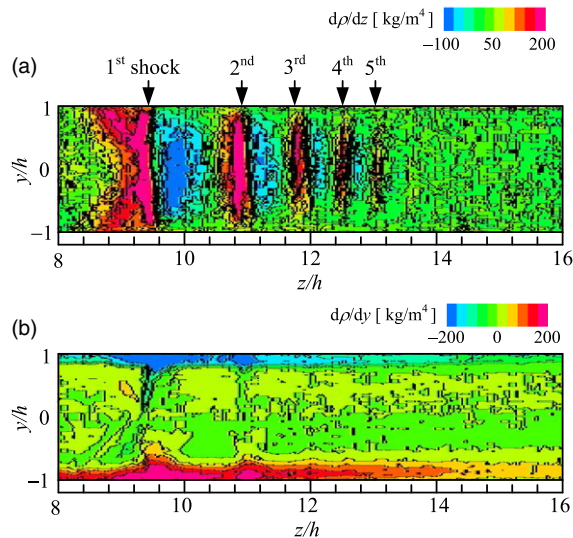 dρ/dz [ kg/m⁴]
−100 50 200
(a)
1ˢᵗ shock 2ⁿᵈ 3ʳᵈ 4ᵗʰ 5ᵗʰ
1
y/h
0
−1
8 10 12 14 16
z/h
dρ/dy [ kg/m⁴]
−200 0 200
(b)
1
y/h
0
−1
8 10 12 14 16
z/h